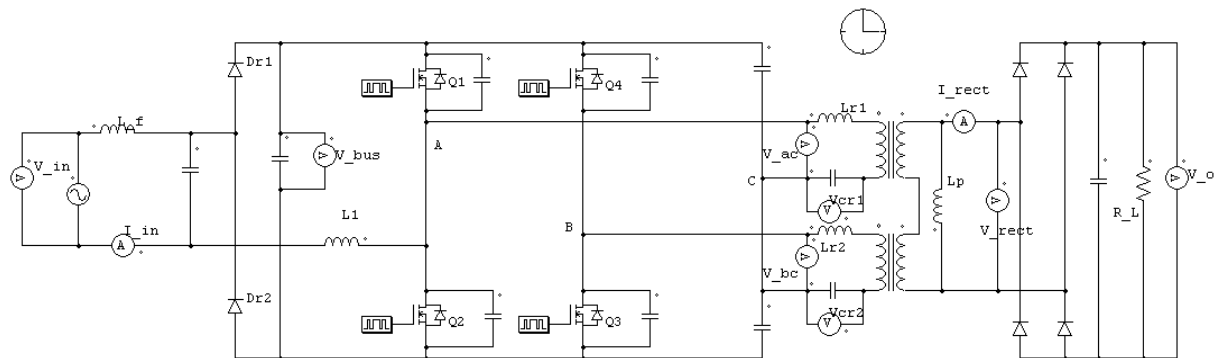 Dr1
Q1
Q4
I_rect
A
L_f
Lr1
V_in
V_bus
A
V_ac
C
Lp
V_o
Vcr1
V
R_L
I_in
L1
B
Lr2
V_rect
A
V_bc
Dr2
Vcr2
Q2
Q3
V